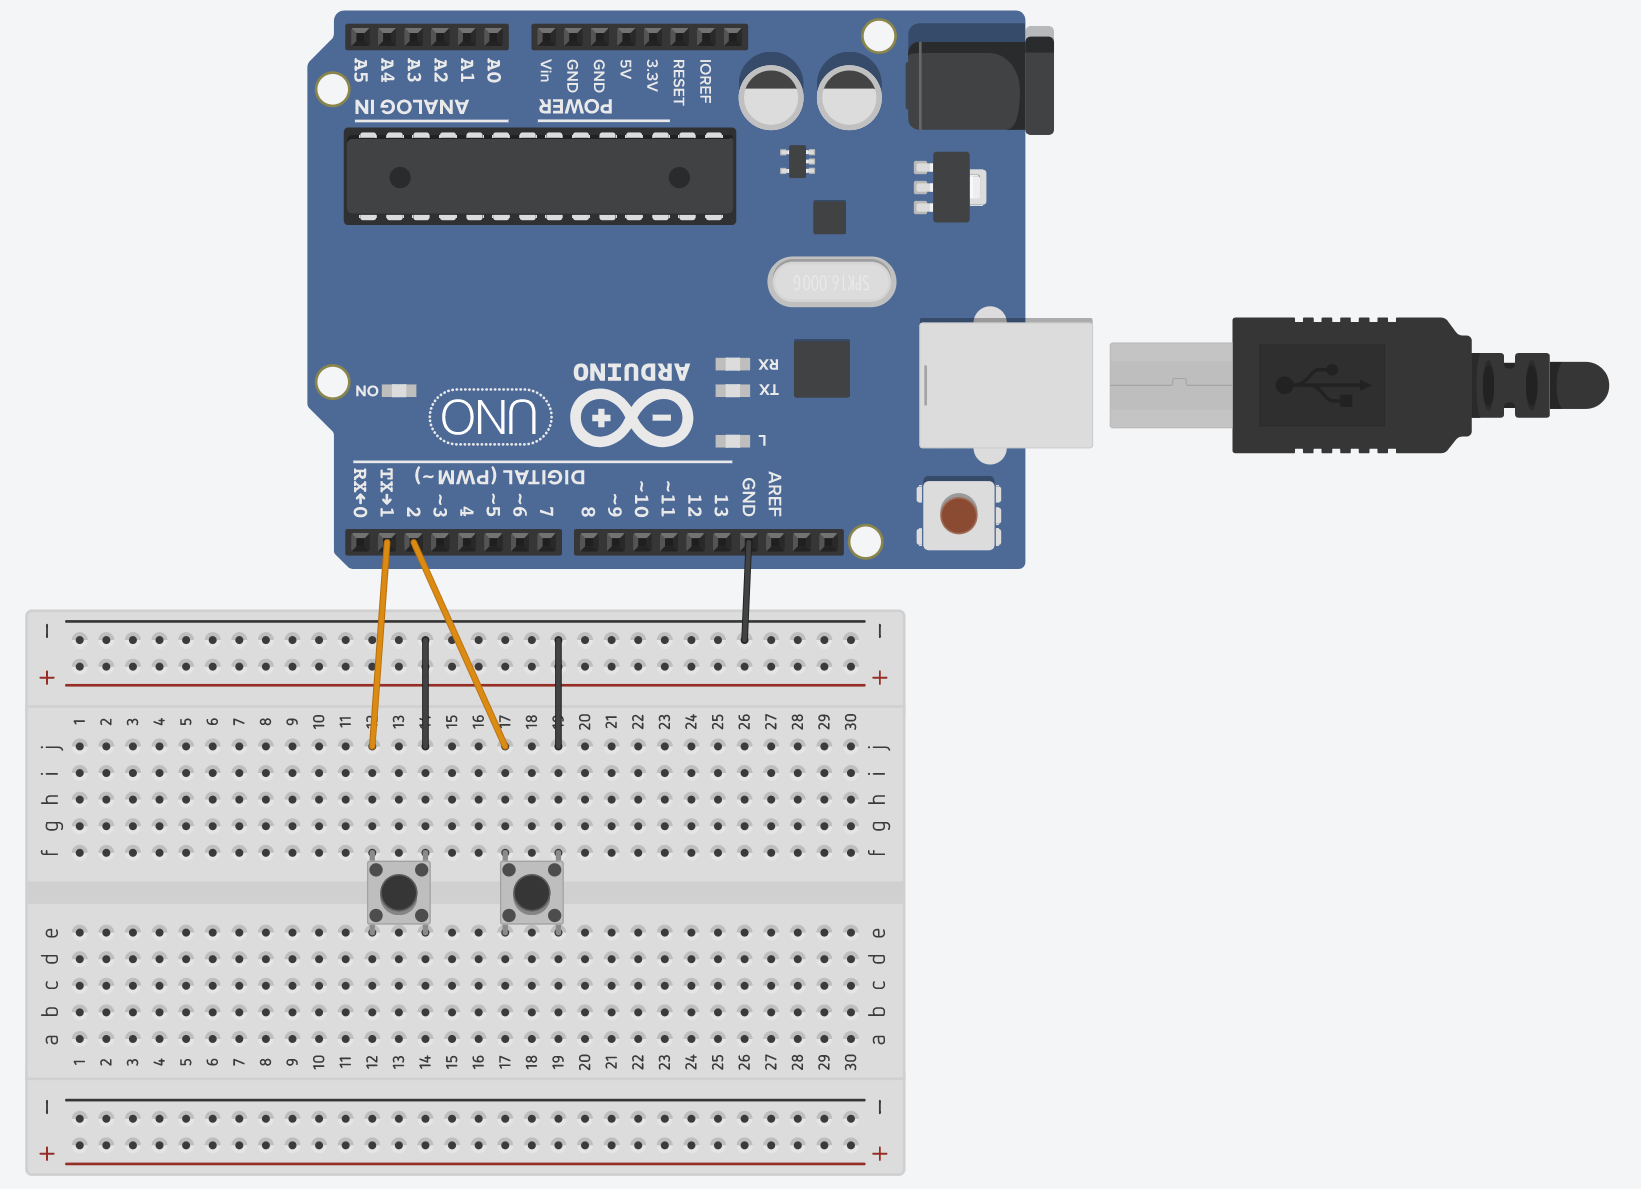 A5 A4 A3 A2 A1 A0 Vin GND GND 5V 3.3V RESET IOREF
ANALOG IN POWER
SPK16.000G
ARDUINO RX
ON UNO TX
L
DIGITAL (PWM~)
RX←0 TX→1 2 ~3 4 ~5 ~6 7 8 ~9 ~10 ~11 12 13 GND AREF
− −
+ +
1 2 3 4 5 6 7 8 9 10 11 12 13 14 15 16 17 18 19 20 21 22 23 24 25 26 27 28 29 30
j j
i i
h h
g g
f f
e e
d d
c c
b b
a a
1 2 3 4 5 6 7 8 9 10 11 12 13 14 15 16 17 18 19 20 21 22 23 24 25 26 27 28 29 30
− −
+ +